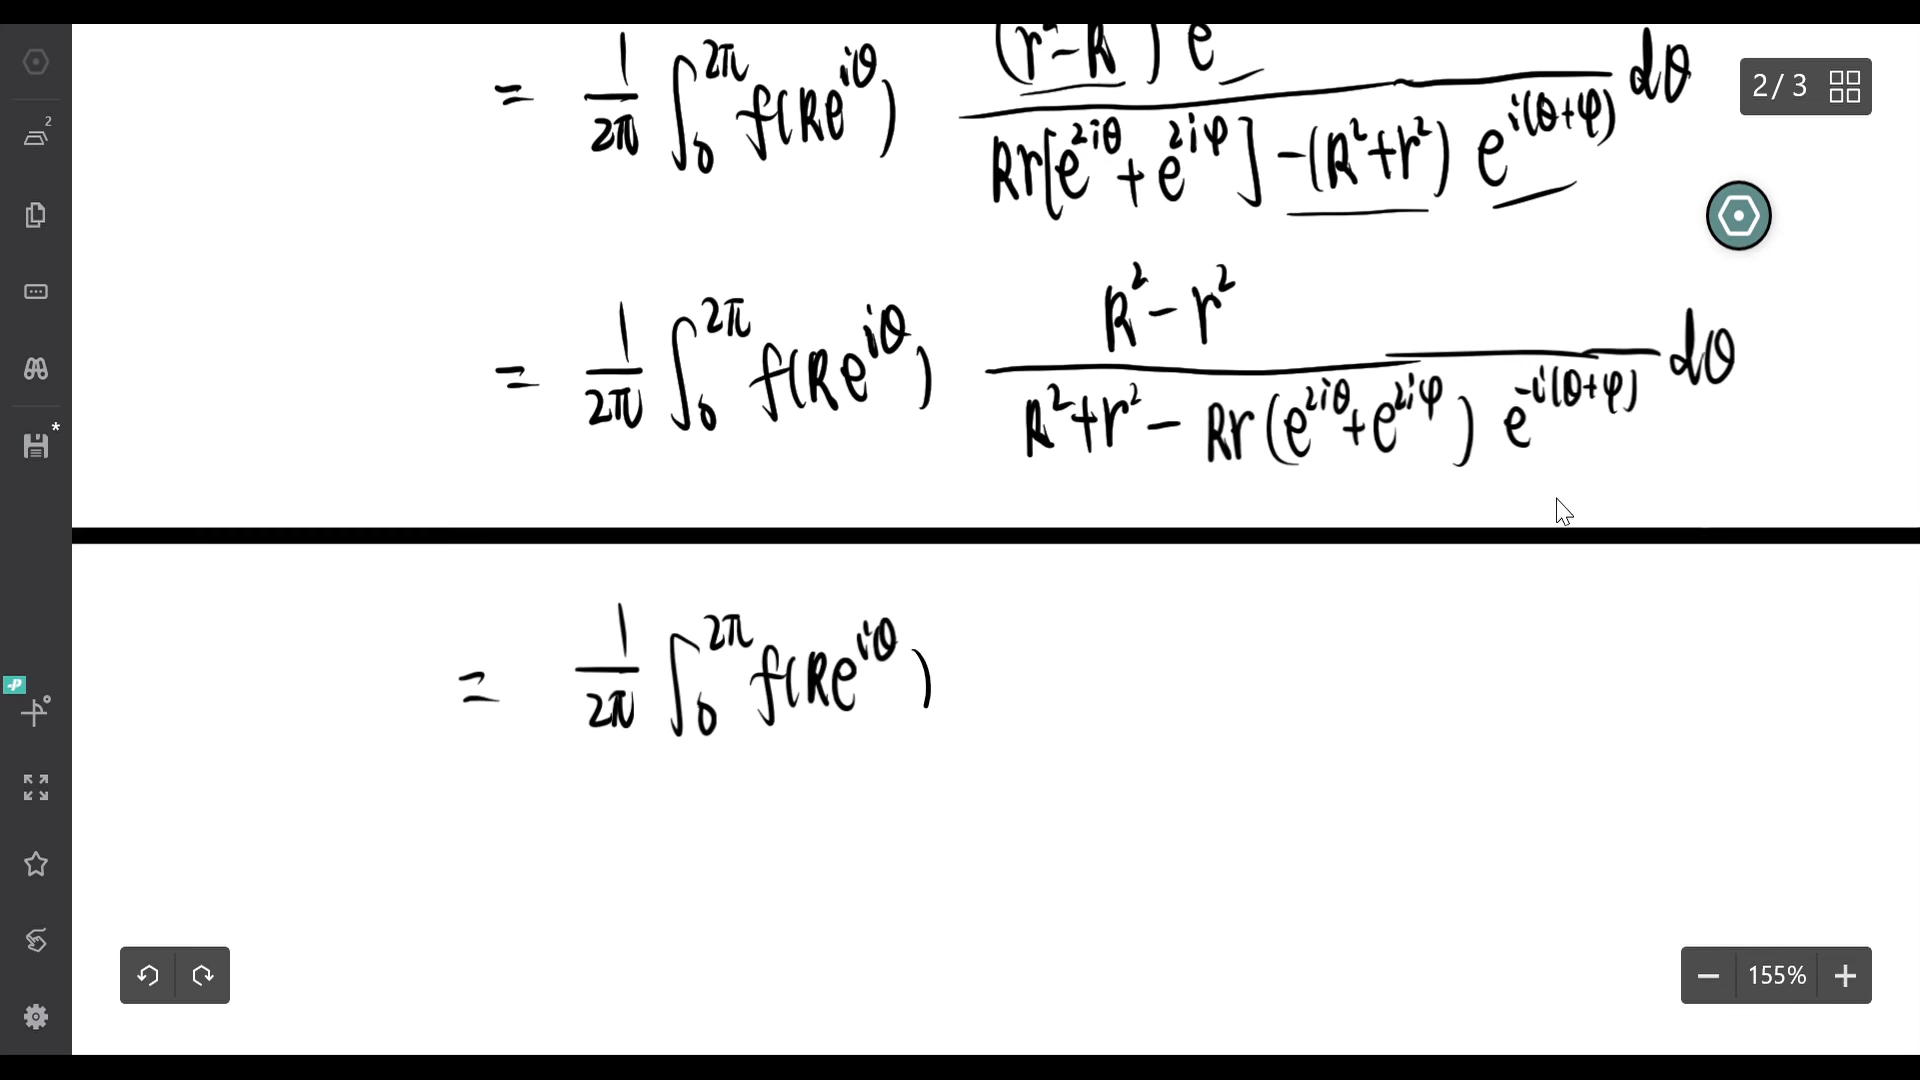 2/3
= 1/2π ∫₀^{2π} f(Re^{iθ}) (r²-R ) e / Rr[e^{2iθ}+e^{2iφ}]-(R²+r²) e^{i(θ+φ)} dθ
= 1/2π ∫₀^{2π} f(Re^{iθ}) R²-r² / R²+r²-Rr(e^{2iθ}+e^{2iφ}) e^{-i(θ+φ)} dθ
= 1/2π ∫₀^{2π} f(Re^{iθ})
155%